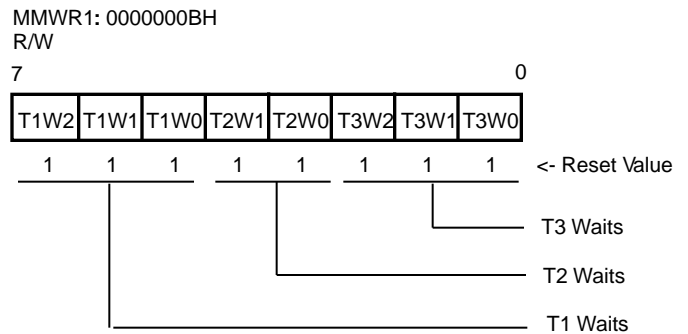 MMWR1: 0000000BH
R/W
7 0
T1W2 T1W1 T1W0 T2W1 T2W0 T3W2 T3W1 T3W0
1 1 1 1 1 1 1 1 <- Reset Value
T3 Waits
T2 Waits
T1 Waits